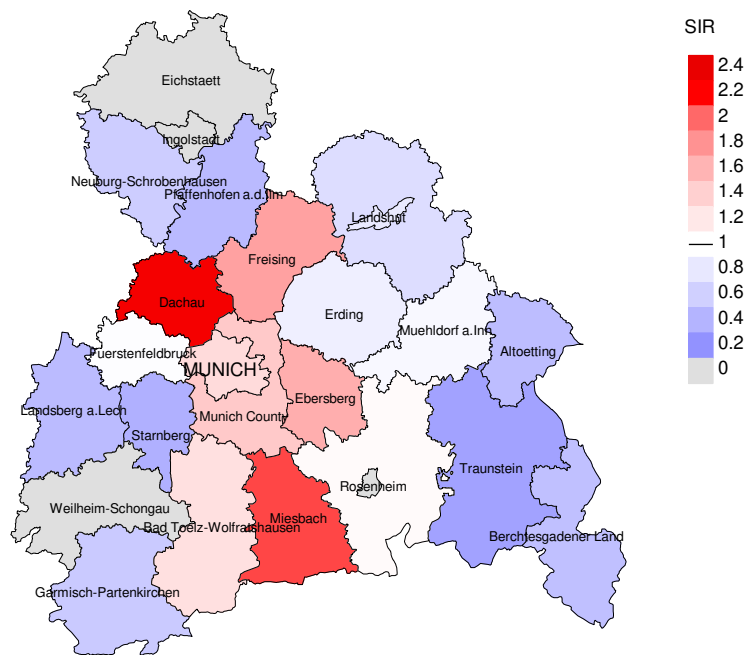 SIR
2.4
2.2
2
1.8
1.6
1.4
1.2
1
0.8
0.6
0.4
0.2
0
Eichstaett
Ingolstadt
Neuburg-Schrobenhausen
Pfaffenhofen a.d.Ilm
Landshut
Freising
Dachau
Erding
Muehldorf a.Inn
Altoetting
Fuerstenfeldbruck
MUNICH
Ebersberg
Landsberg a.Lech
Munich County
Starnberg
Traunstein
Rosenheim
Weilheim-Schongau
Miesbach
Bad Toelz-Wolfratshausen
Berchtesgadener Land
Garmisch-Partenkirchen